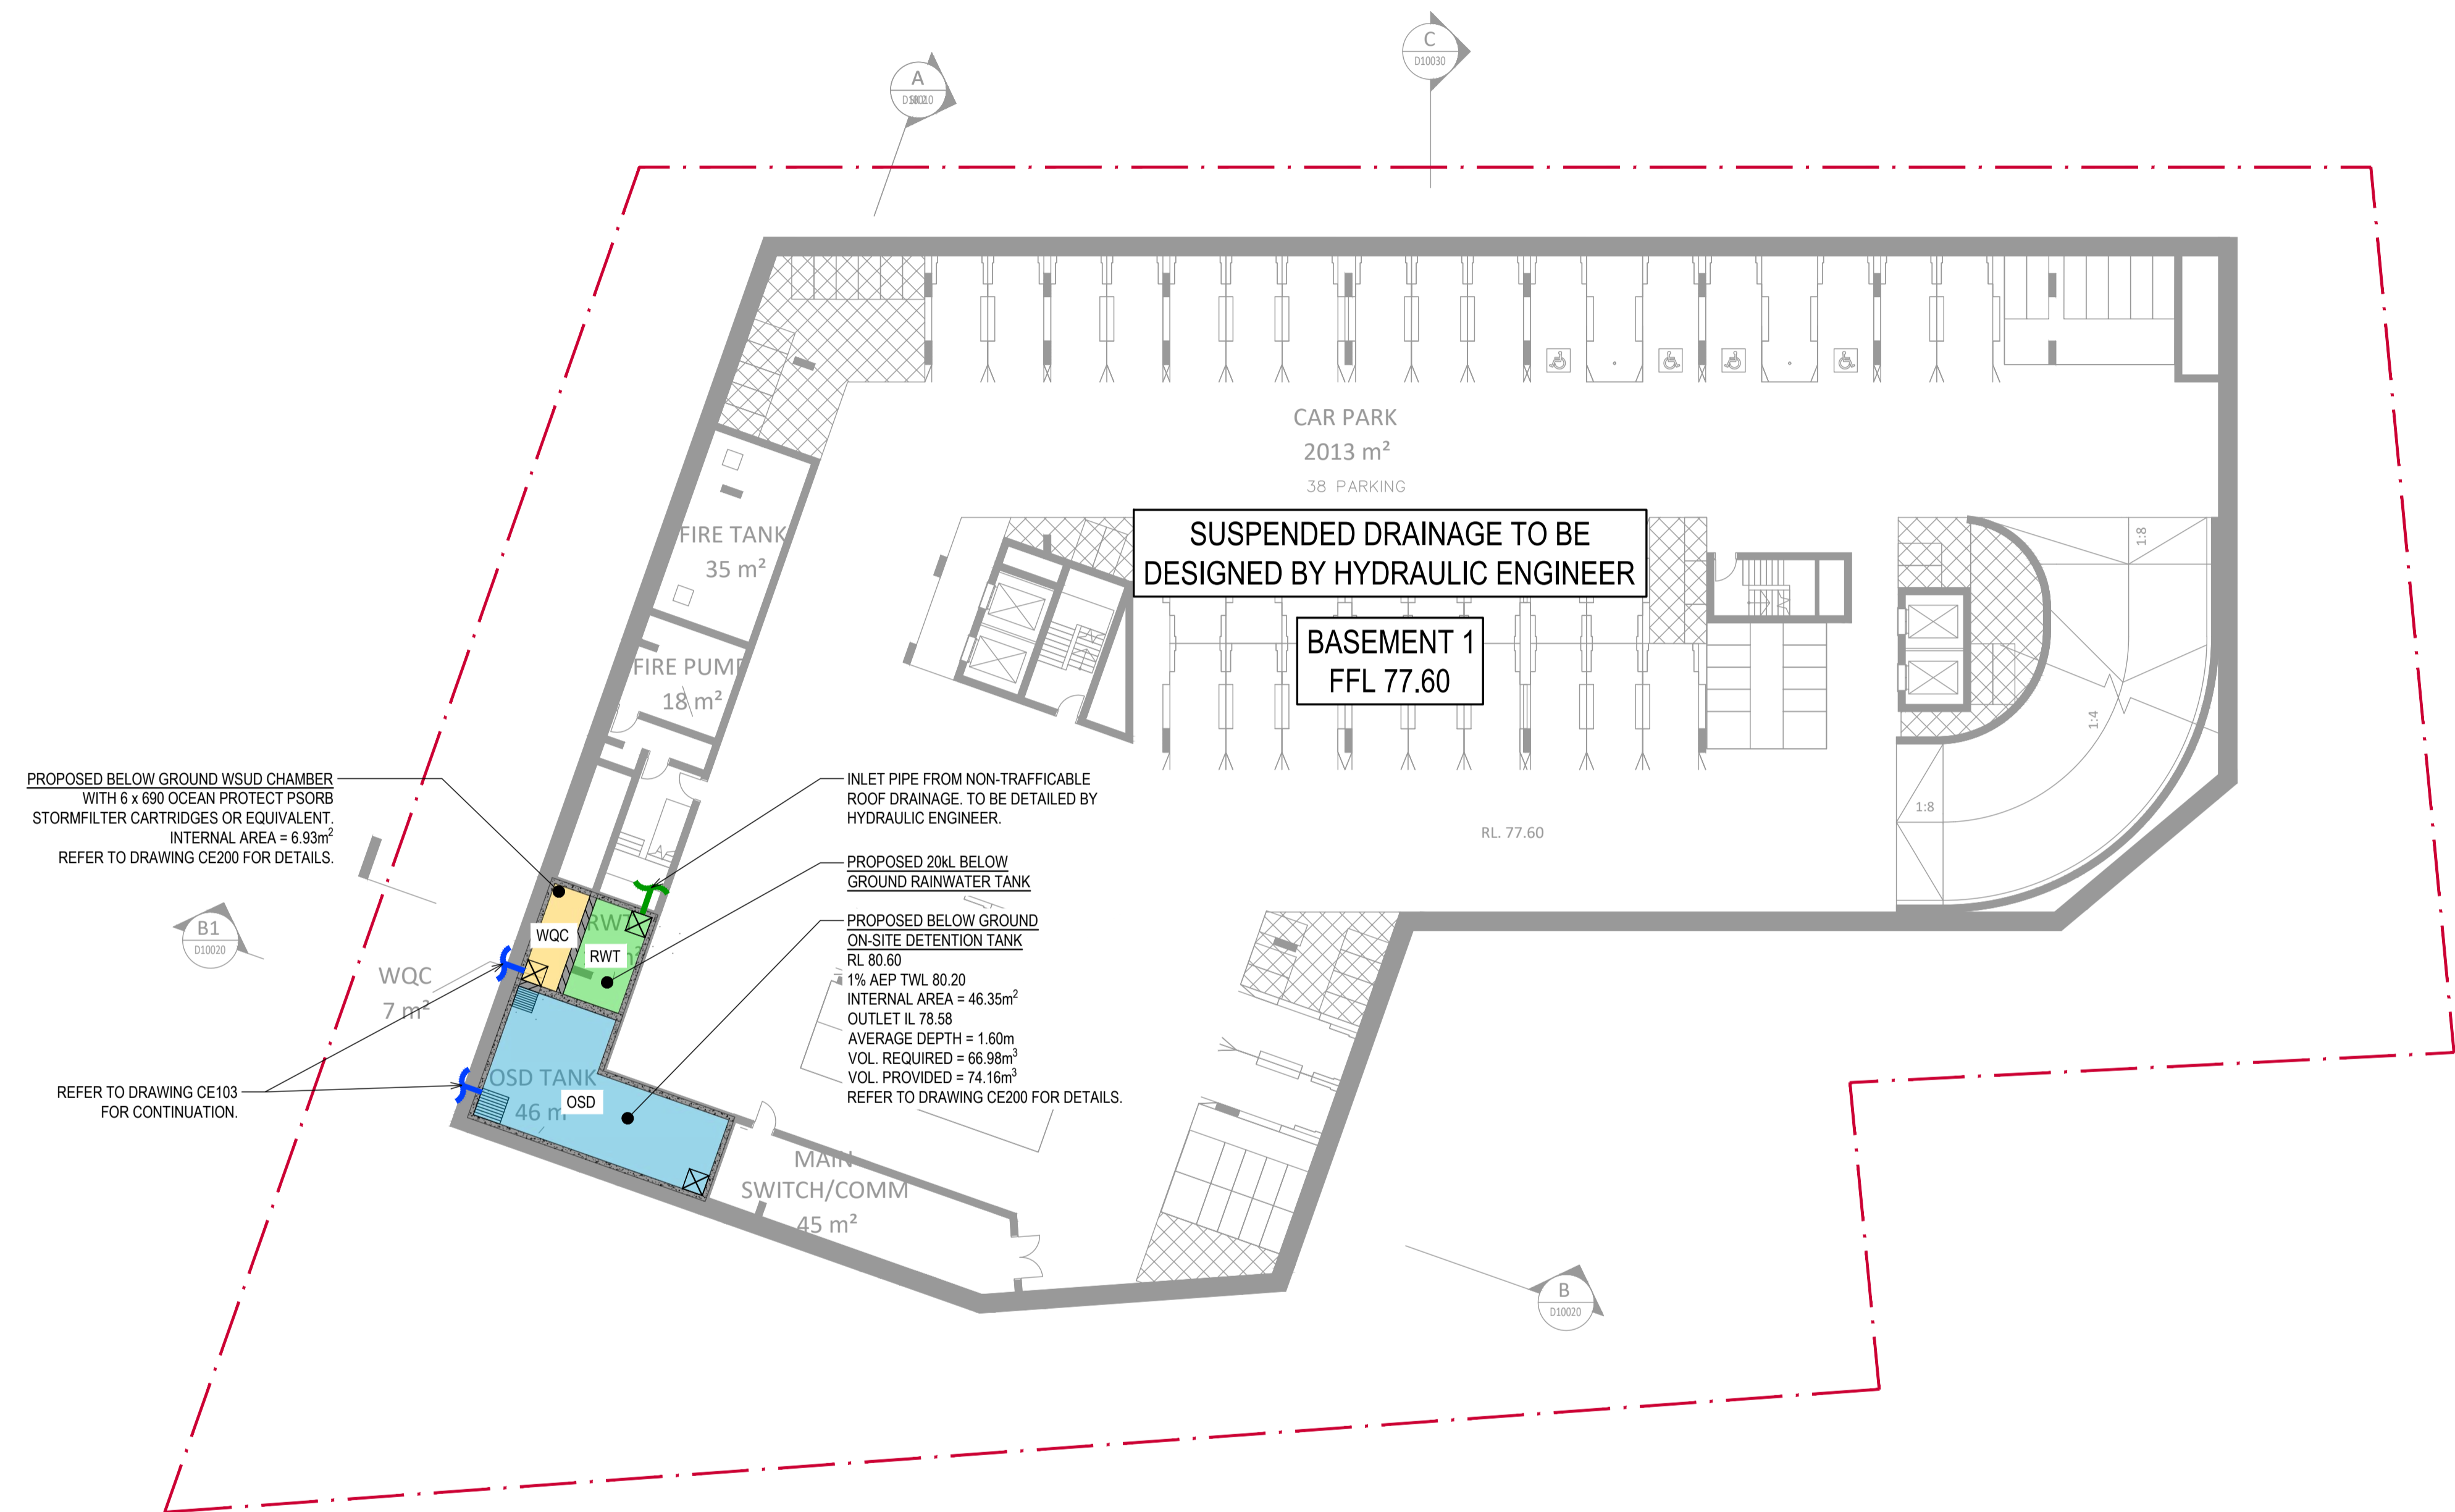 A
C
D10030
CAR PARK
2013 m²
38 PARKING
SUSPENDED DRAINAGE TO BE
DESIGNED BY HYDRAULIC ENGINEER
BASEMENT 1
FFL 77.60
1:8
1:4
1:8
RL. 77.60
FIRE TANK
35 m²
FIRE PUMP
18 m²
PROPOSED BELOW GROUND WSUD CHAMBER
WITH 6 x 690 OCEAN PROTECT PSORB
STORMFILTER CARTRIDGES OR EQUIVALENT.
INTERNAL AREA = 6.93m²
REFER TO DRAWING CE200 FOR DETAILS.
INLET PIPE FROM NON-TRAFFICABLE
ROOF DRAINAGE. TO BE DETAILED BY
HYDRAULIC ENGINEER.
PROPOSED 20kL BELOW
GROUND RAINWATER TANK
PROPOSED BELOW GROUND
ON-SITE DETENTION TANK
RL 80.60
1% AEP TWL 80.20
INTERNAL AREA = 46.35m²
OUTLET IL 78.58
AVERAGE DEPTH = 1.60m
VOL. REQUIRED = 66.98m³
VOL. PROVIDED = 74.16m³
REFER TO DRAWING CE200 FOR DETAILS.
B1
D10020
WQC
7 m²
WQC
RWT
RWT
OSD TANK
46 m
OSD
REFER TO DRAWING CE103
FOR CONTINUATION.
MAIN
SWITCH/COMM
45 m²
B
D10020